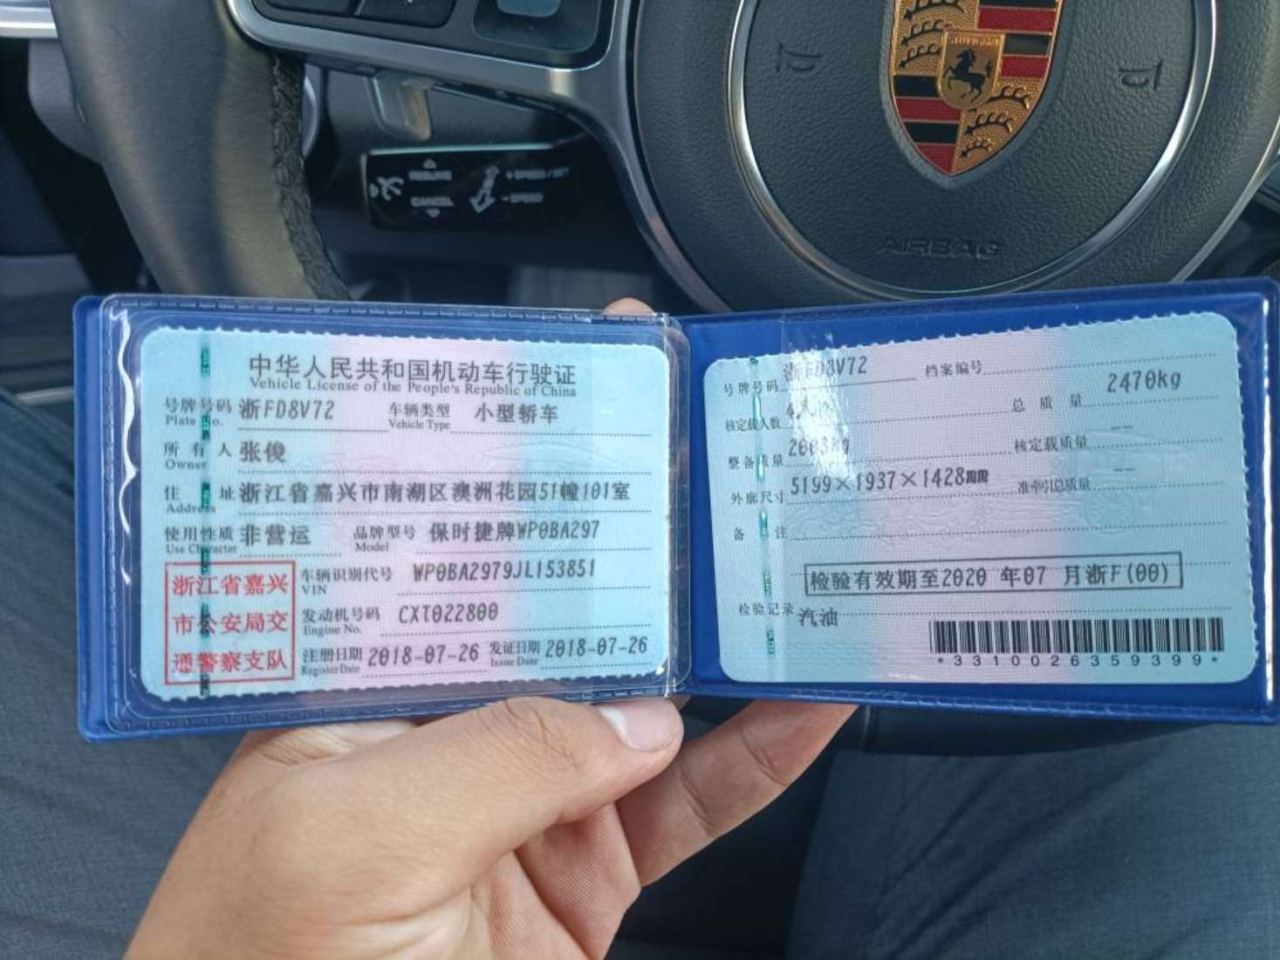 RESUME
CANCEL
+SPEED/SET
-SPEED
AIRBAG
中华人民共和国机动车行驶证
Vehicle License of the People's Republic of China
号牌号码 浙FD8V72 车辆类型 小型轿车
Plate No. Vehicle Type
所有人 张俊
Owner
住址 浙江省嘉兴市南湖区澳洲花园51幢101室
Address
使用性质 非营运 品牌型号 保时捷牌WP0BA297
Use Character Model
浙江省嘉兴
市公安局交
通警察支队
车辆识别代号 WP0BA2979JL153851
VIN
发动机号码 CXT022800
Engine No.
注册日期 2018-07-26 发证日期 2018-07-26
Register Date Issue Date
号牌号码 浙FD8V72 档案编号
核定载人数 总质量 2470kg
整备质量 2003kg 核定载质量 --
外廓尺寸 5199×1937×1428mm 准牵引总质量 --
备注
检验有效期至2020 年07 月浙F(00)
检验记录 汽油
*3310026359399*